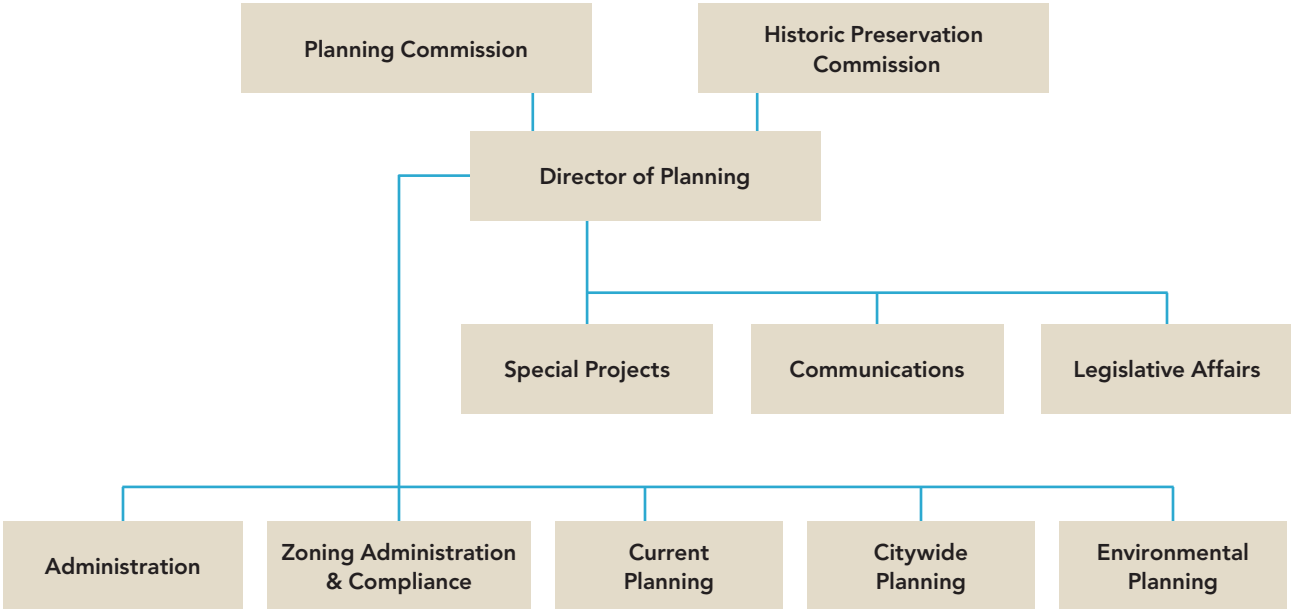 Planning Commission
Historic Preservation
Commission
Director of Planning
Special Projects
Communications
Legislative Affairs
Administration
Zoning Administration
& Compliance
Current
Planning
Citywide
Planning
Environmental
Planning